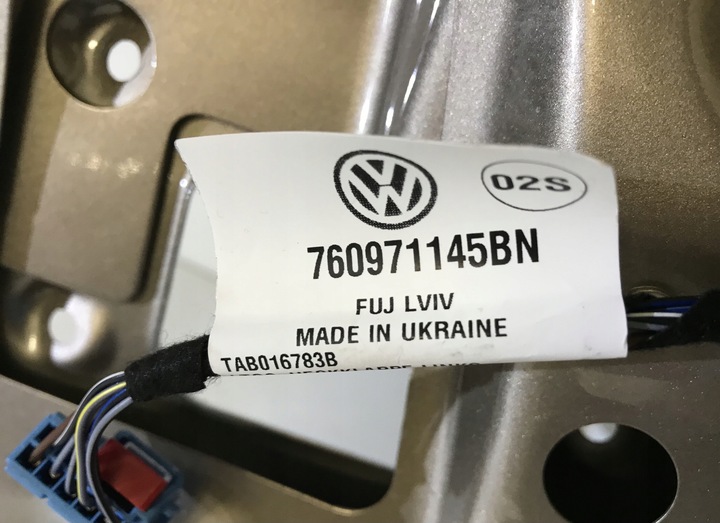 02S
760971145BN
FUJ LVIV
MADE IN UKRAINE
TAB016783B